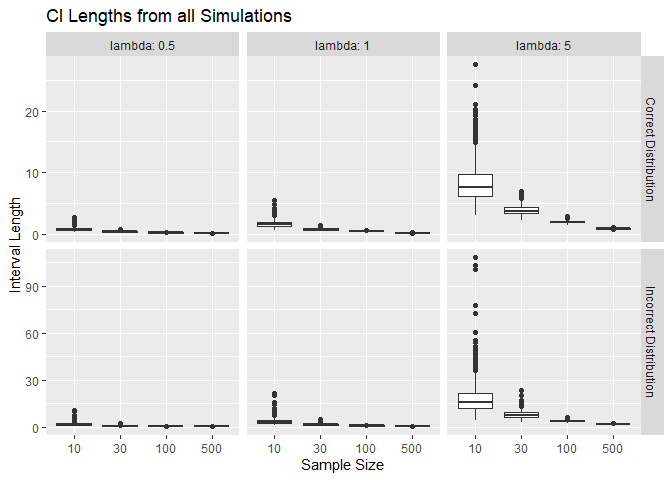 CI Lengths from all Simulations
lambda: 0.5
lambda: 1
lambda: 5
20
10
0
Correct Distribution
Interval Length
90
60
30
0
Incorrect Distribution
10 30 100 500
10 30 100 500
10 30 100 500
Sample Size